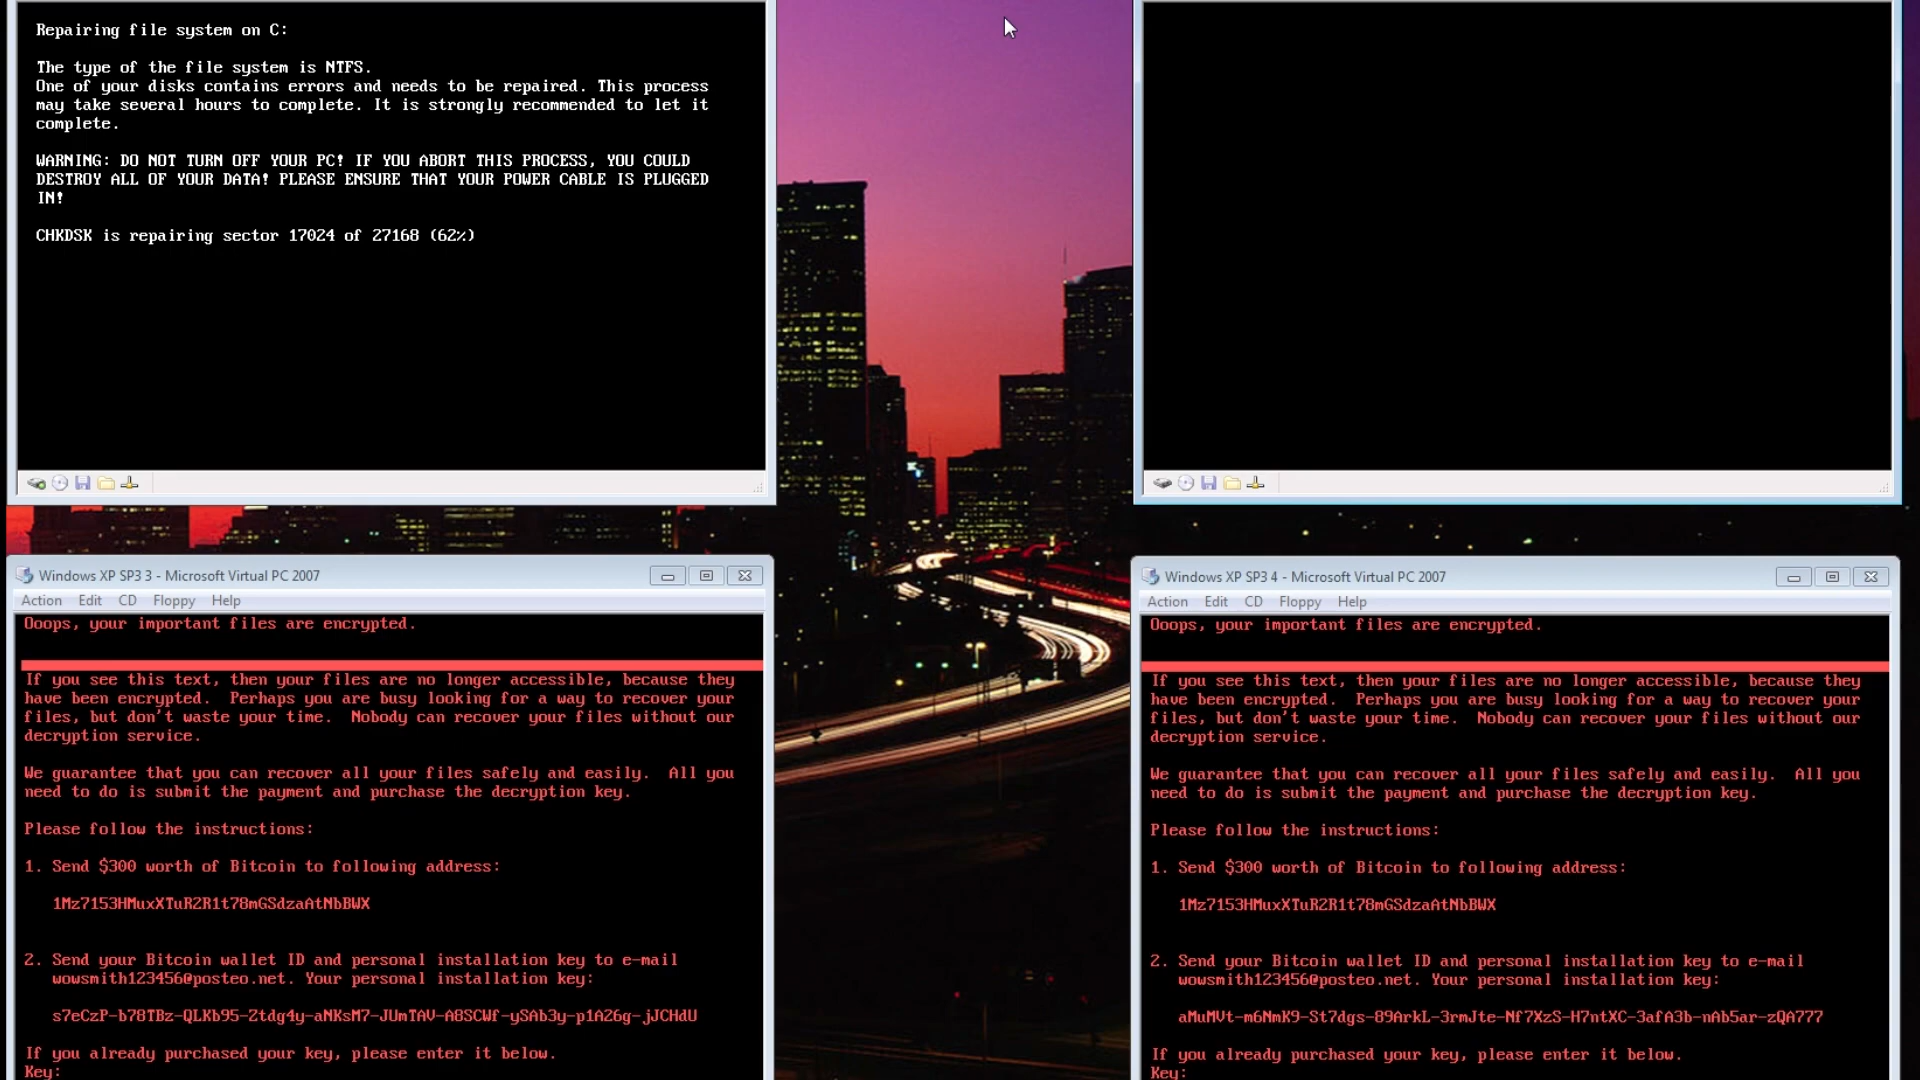 Repairing file system on C:
The type of the file system is NTFS.
One of your disks contains errors and needs to be repaired. This process
may take several hours to complete. It is strongly recommended to let it
complete.
WARNING: DO NOT TURN OFF YOUR PC! IF YOU ABORT THIS PROCESS, YOU COULD
DESTROY ALL OF YOUR DATA! PLEASE ENSURE THAT YOUR POWER CABLE IS PLUGGED
IN!
CHKDSK is repairing sector 17024 of 27168 (62%)
Windows XP SP3 3 - Microsoft Virtual PC 2007
Action Edit CD Floppy Help
Ooops, your important files are encrypted.
If you see this text, then your files are no longer accessible, because they
have been encrypted. Perhaps you are busy looking for a way to recover your
files, but don't waste your time. Nobody can recover your files without our
decryption service.
We guarantee that you can recover all your files safely and easily. All you
need to do is submit the payment and purchase the decryption key.
Please follow the instructions:
1. Send $300 worth of Bitcoin to following address:
1Mz7153HMuxXTuR2R1t78mGSdzaAtNbBWX
2. Send your Bitcoin wallet ID and personal installation key to e-mail
wowsmith123456@posteo.net. Your personal installation key:
s7eCzP-b78TBz-QLKb95-Ztdg4y-aNKsM7-JUmTAV-A8SCWf-ySAb3y-p1A26g-jJCHdU
If you already purchased your key, please enter it below.
Key:
Windows XP SP3 4 - Microsoft Virtual PC 2007
Action Edit CD Floppy Help
Ooops, your important files are encrypted.
If you see this text, then your files are no longer accessible, because they
have been encrypted. Perhaps you are busy looking for a way to recover your
files, but don't waste your time. Nobody can recover your files without our
decryption service.
We guarantee that you can recover all your files safely and easily. All you
need to do is submit the payment and purchase the decryption key.
Please follow the instructions:
1. Send $300 worth of Bitcoin to following address:
1Mz7153HMuxXTuR2R1t78mGSdzaAtNbBWX
2. Send your Bitcoin wallet ID and personal installation key to e-mail
wowsmith123456@posteo.net. Your personal installation key:
aMuMVt-m6NmK9-St7dgs-89ArkL-3rmJte-Nf7XzS-H7ntXC-3afA3b-nAb5ar-zQA777
If you already purchased your key, please enter it below.
Key: